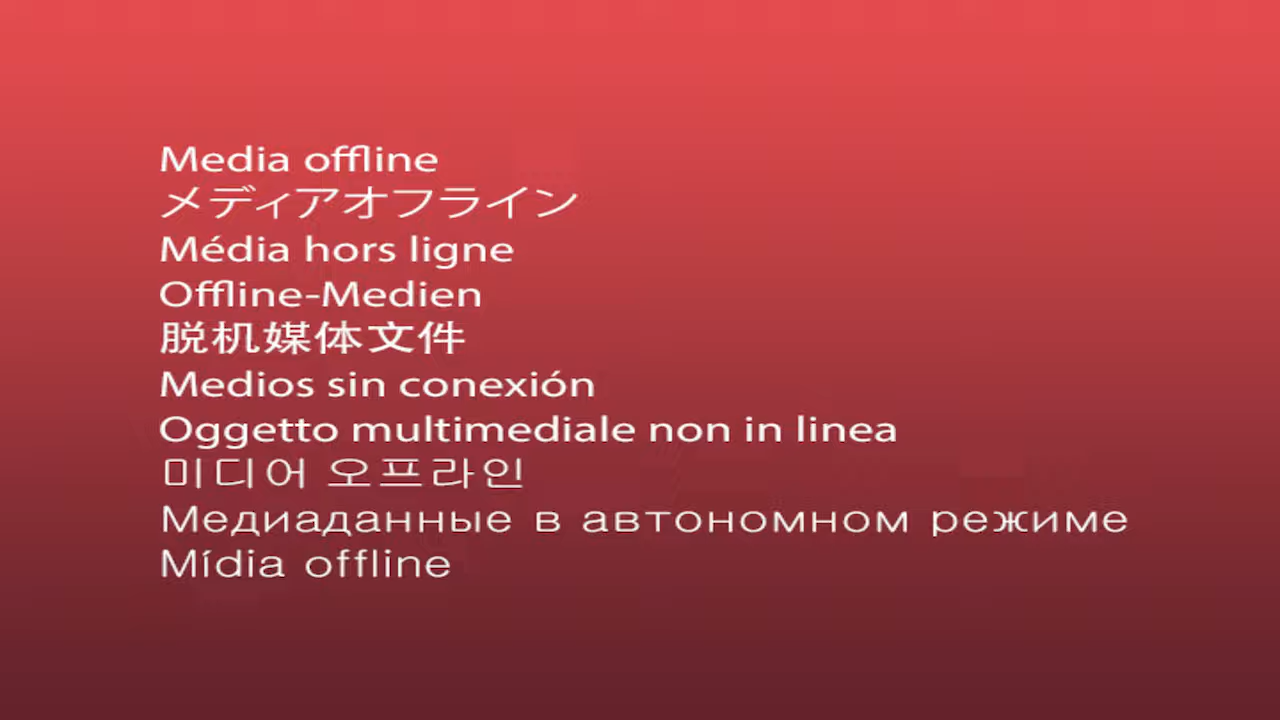 Media offline
メディアオフライン
Média hors ligne
Offline-Medien
脱机媒体文件
Medios sin conexión
Oggetto multimediale non in linea
미디어 오프라인
Медиаданные в автономном режиме
Mídia offline